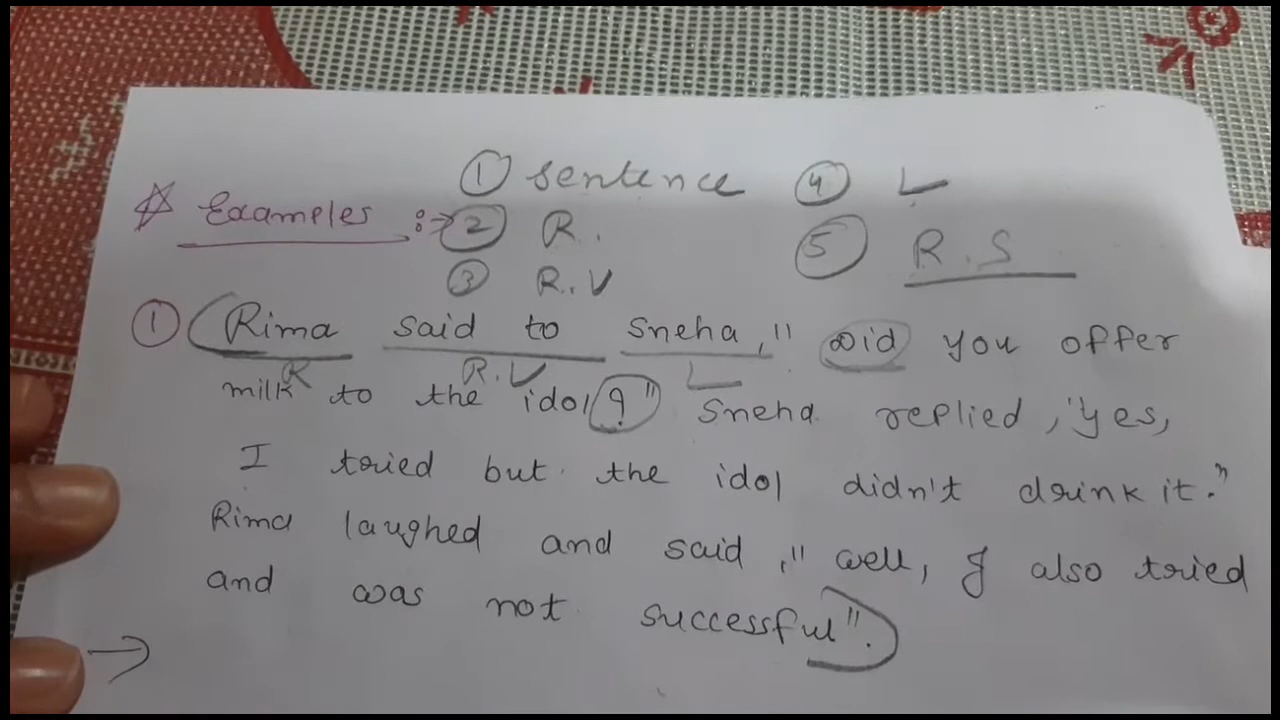 ① sentence ④ L
☆ Examples :→ ② R. ⑤ R.S
③ R.V
① Rima said to Sneha," Did you offer
R R.V L
milk to the idol?" Sneha replied,"yes,
I tried but the idol didn't drink it."
Rima laughed and said," well, I also tried
and was not successful".
→